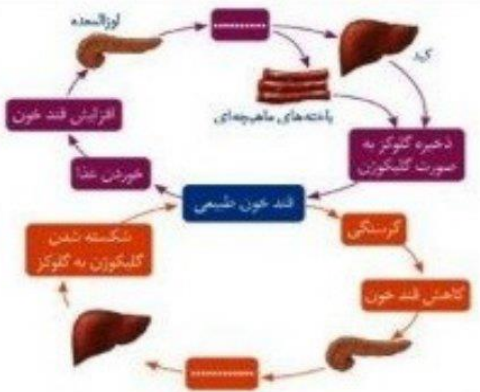 لوزالمعده
............
کبد
یاخته‌های ماهیچه‌ای
افزایش قند خون
ذخیره گلوکز به
صورت گلیکوژن
خوردن غذا
قند خون طبیعی
گرسنگی
شکسته شدن
گلیکوژن به گلوکز
کاهش قند خون
............